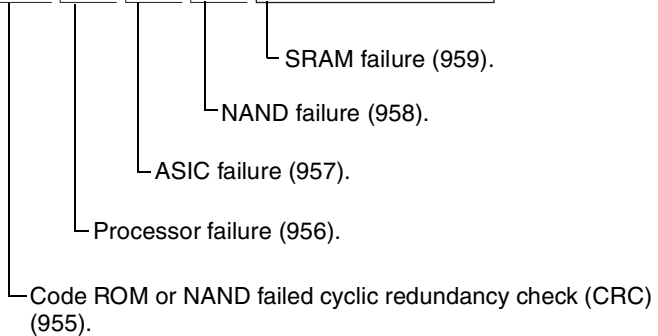 SRAM failure (959).
NAND failure (958).
ASIC failure (957).
Processor failure (956).
Code ROM or NAND failed cyclic redundancy check (CRC)
(955).